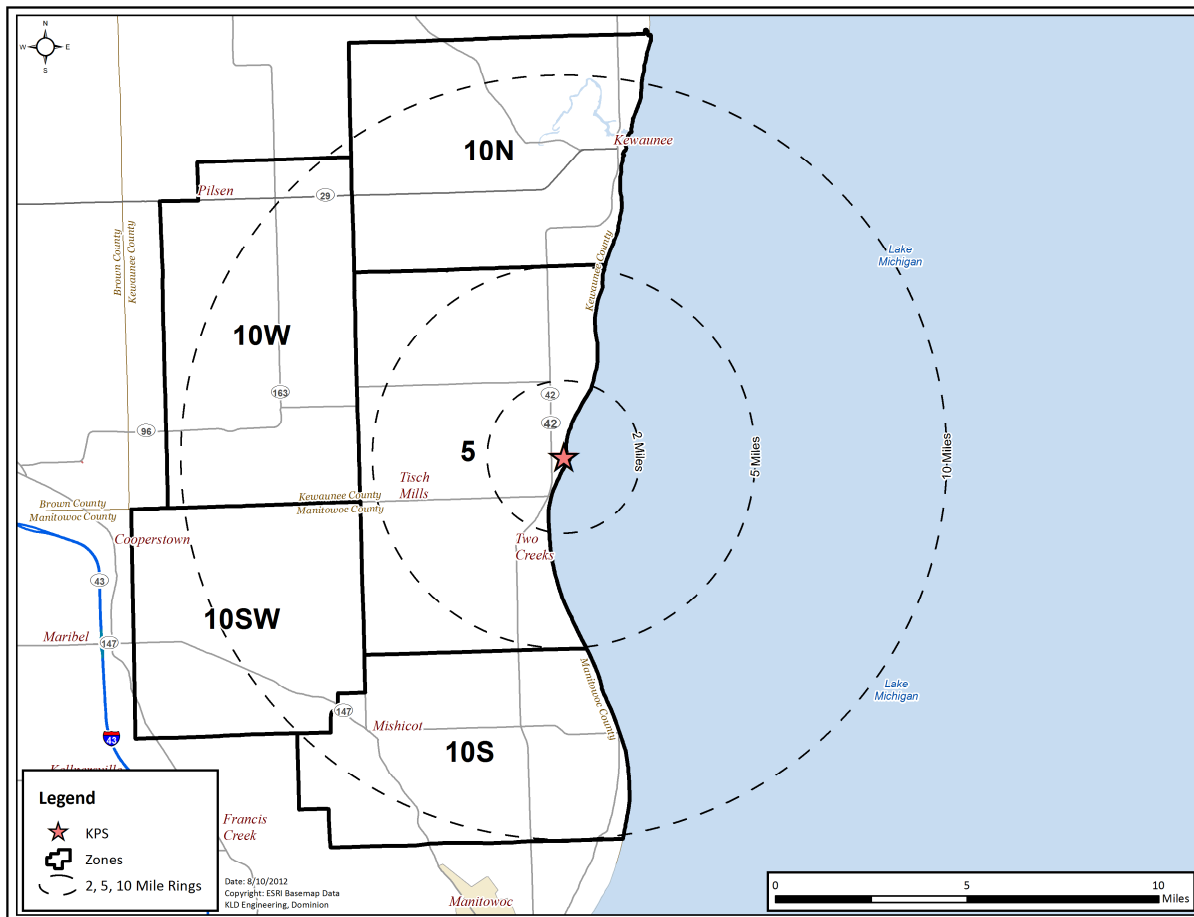 N
W E
S
Kewaunee
10N
Pilsen
29
Brown County
Kewaunee County
Kewaunee County
Lake
Michigan
10W
163
42
42
96
5
2 Miles
5 Miles
10 Miles
Tisch
Mills
Kewaunee County
Manitowoc County
Brown County
Manitowoc County
Cooperstown
Two
Creeks
43
10SW
Maribel
147
Manitowoc County
Lake
Michigan
147
Mishicot
43
10S
Kellnersville
Legend
KPS
Zones
2, 5, 10 Mile Rings
Francis
Creek
Date: 8/10/2012
Copyright: ESRI Basemap Data
KLD Engineering, Dominion
Manitowoc
0 5 10
Miles